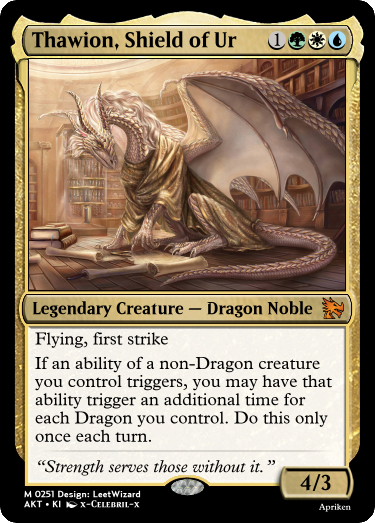 Thawion, Shield of Ur 1
Legendary Creature — Dragon Noble
Flying, first strike
If an ability of a non-Dragon creature
you control triggers, you may have that
ability trigger an additional time for
each Dragon you control. Do this only
once each turn.
“Strength serves those without it.”
4/3
M 0251 Design: LeetWizard
AKT • KI x-Celebril-x
Apriken